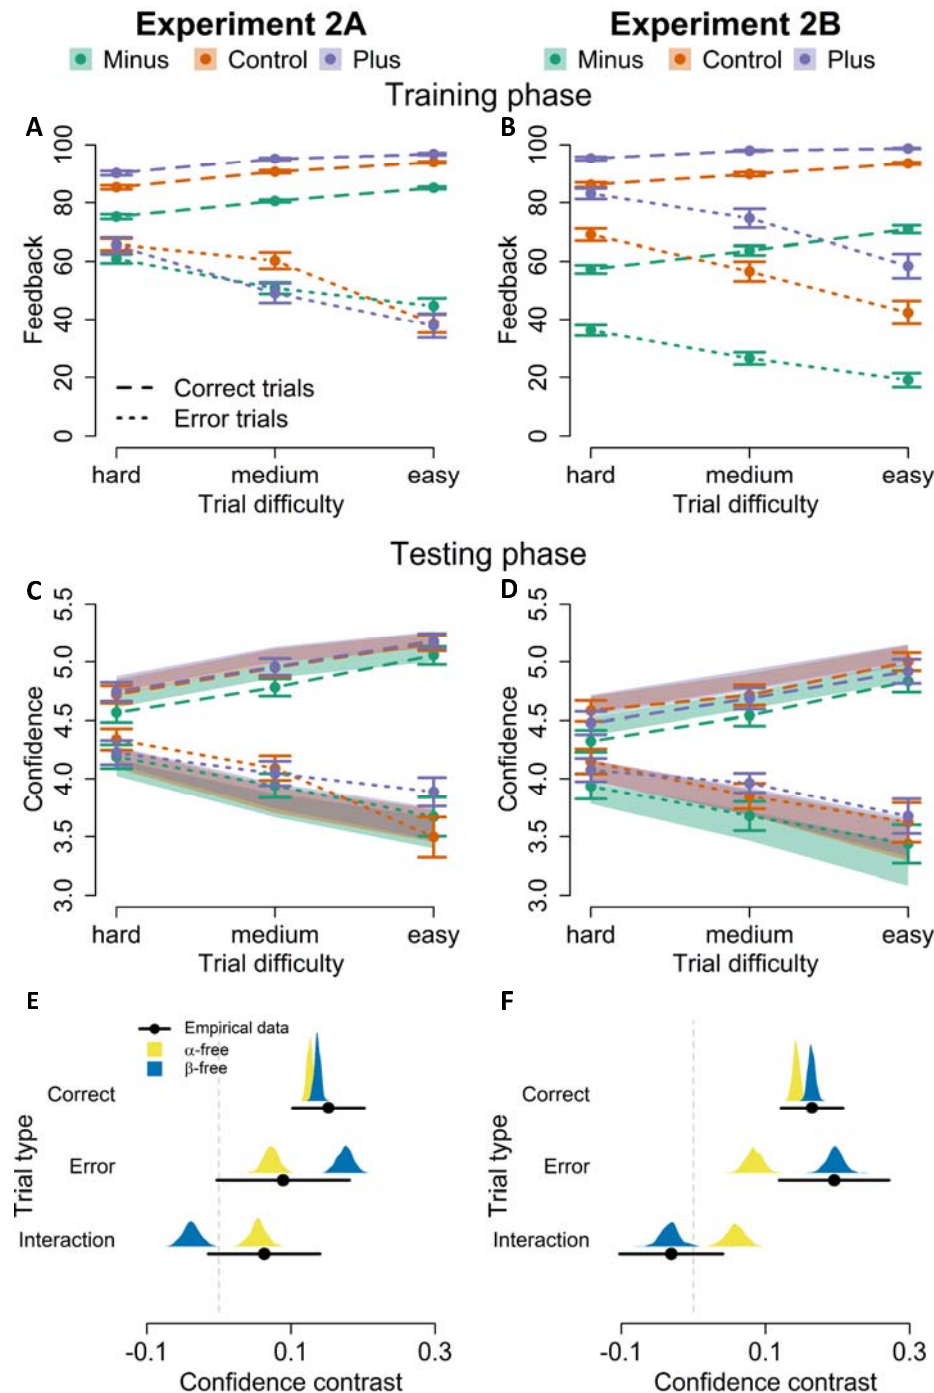 Experiment 2A
Experiment 2B
Minus Control Plus
Minus Control Plus
Training phase
A
B
100
80
60
40
20
0
Feedback
Correct trials
Error trials
hard medium easy
Trial difficulty
100
80
60
40
20
0
Feedback
hard medium easy
Trial difficulty
Testing phase
C
D
5.5
5.0
4.5
4.0
3.5
3.0
Confidence
hard medium easy
Trial difficulty
5.5
5.0
4.5
4.0
3.5
3.0
Confidence
hard medium easy
Trial difficulty
E
F
Empirical data
α-free
β-free
Trial type
Correct
Error
Interaction
-0.1 0.1 0.3
Confidence contrast
Trial type
Correct
Error
Interaction
-0.1 0.1 0.3
Confidence contrast